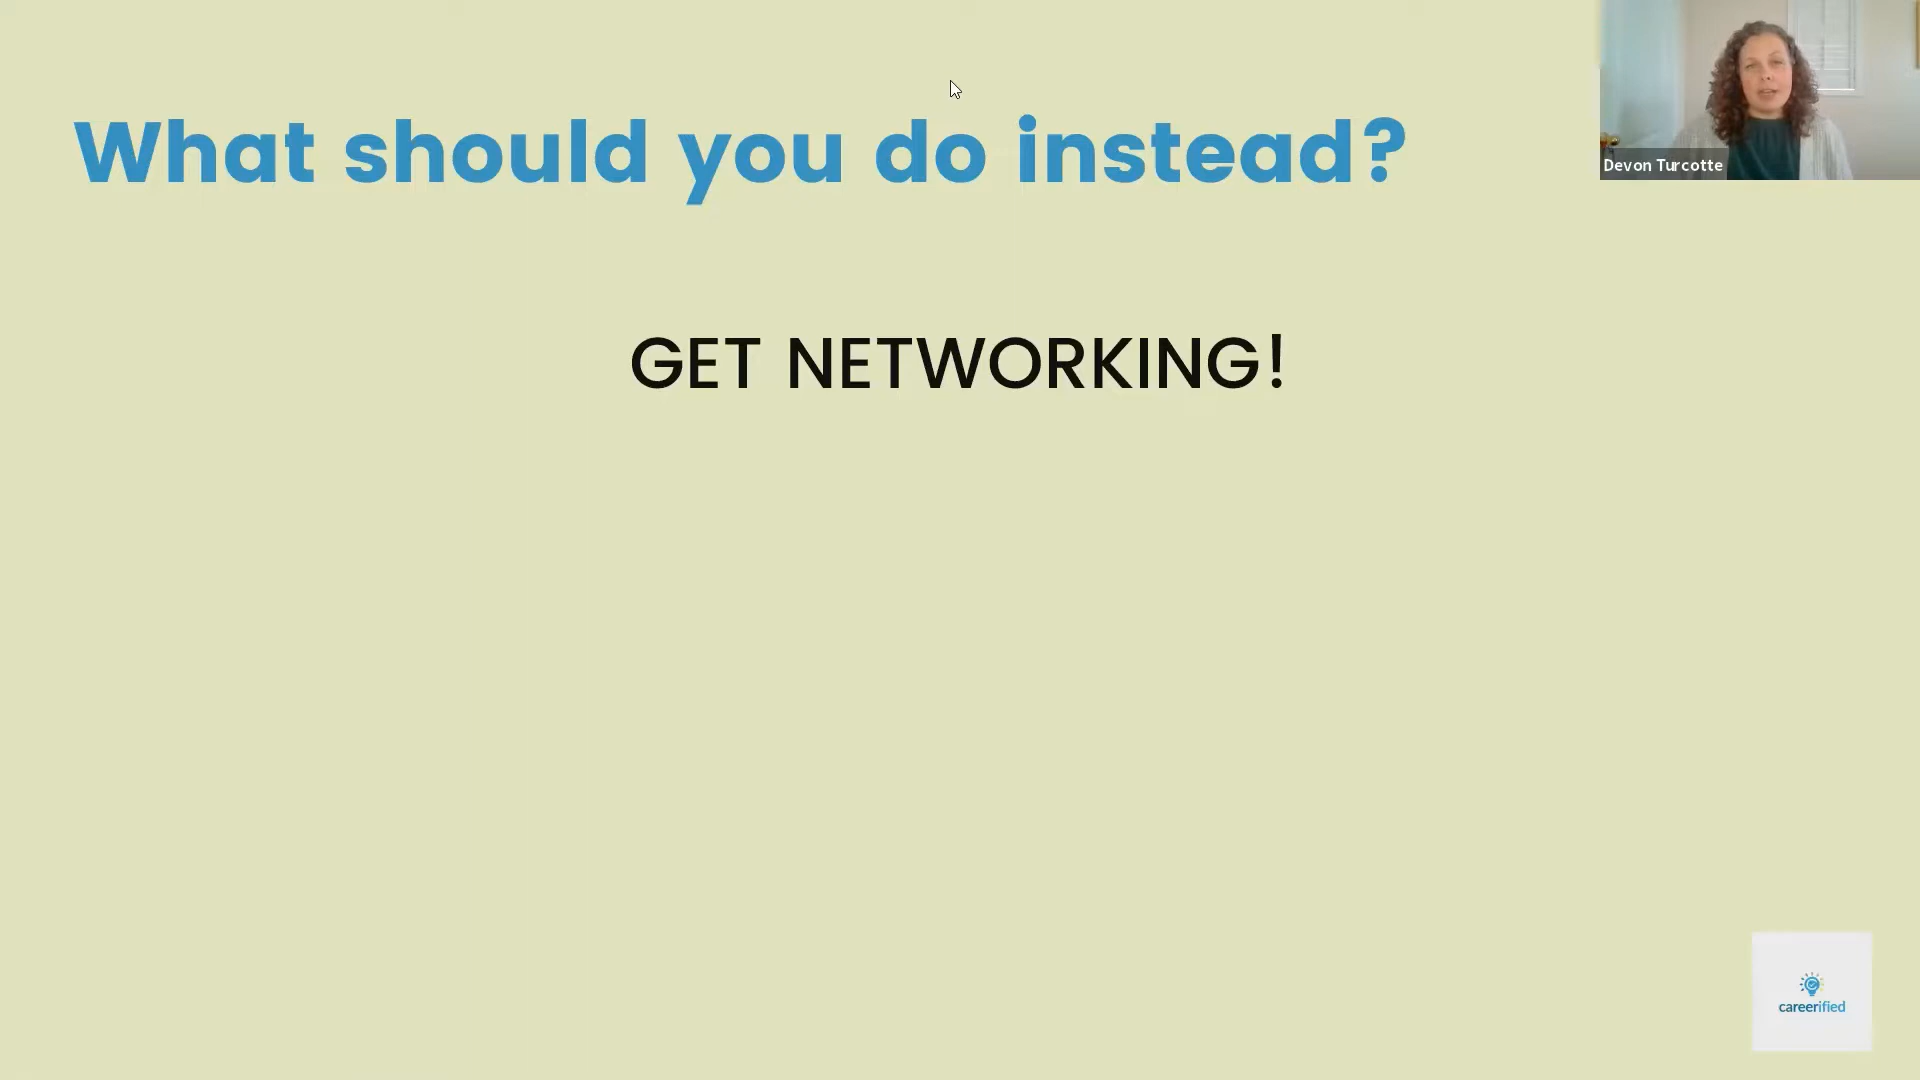 What should you do instead?
Devon Turcotte
GET NETWORKING!
careerified